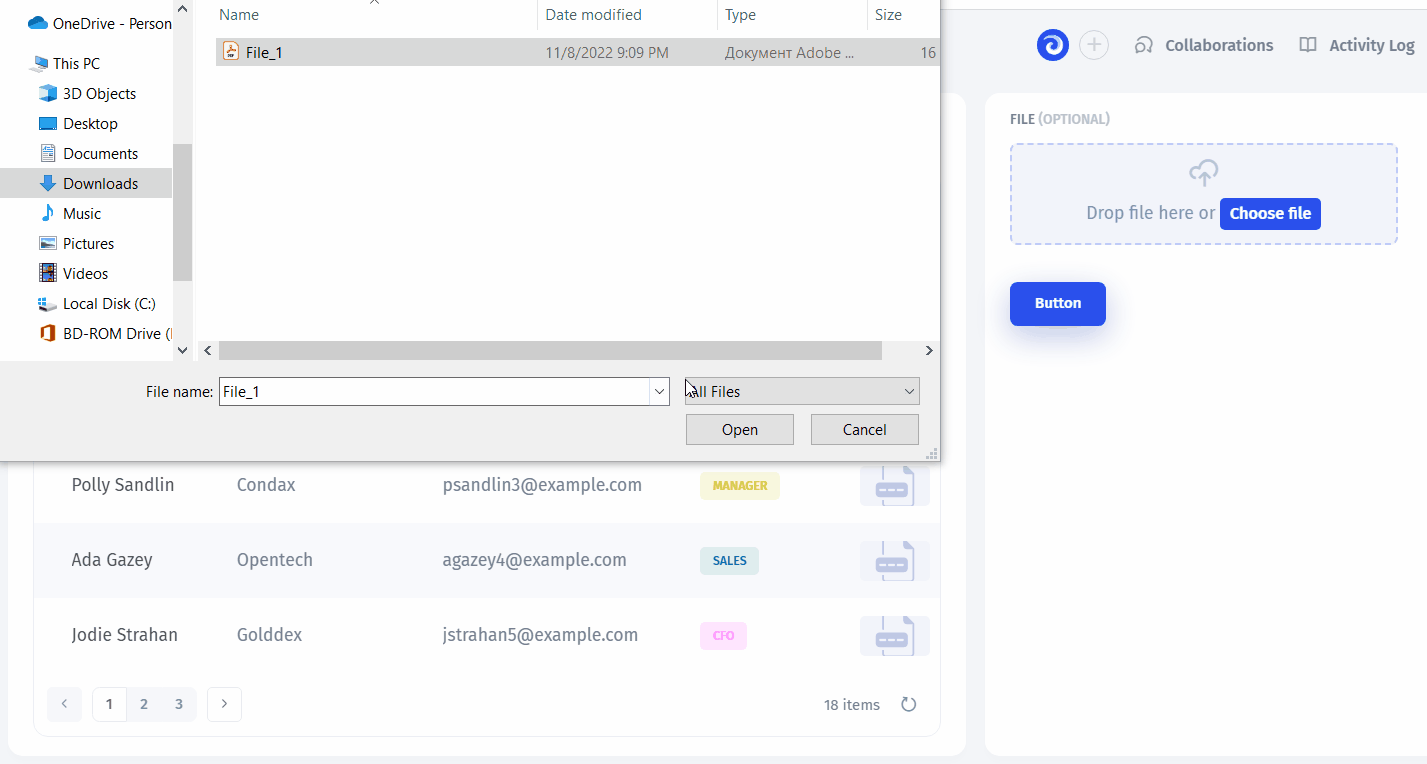 OneDrive - Person
This PC
3D Objects
Desktop
Documents
Downloads
Music
Pictures
Videos
Local Disk (C:)
BD-ROM Drive (
Name Date modified Type Size
File_1 11/8/2022 9:09 PM Документ Adobe ... 16
File name: File_1 All Files
Open Cancel
Collaborations Activity Log
FILE (OPTIONAL)
Drop file here or Choose file
Button
Polly Sandlin Condax psandlin3@example.com MANAGER
Ada Gazey Opentech agazey4@example.com SALES
Jodie Strahan Golddex jstrahan5@example.com CFO
1 2 3 18 items